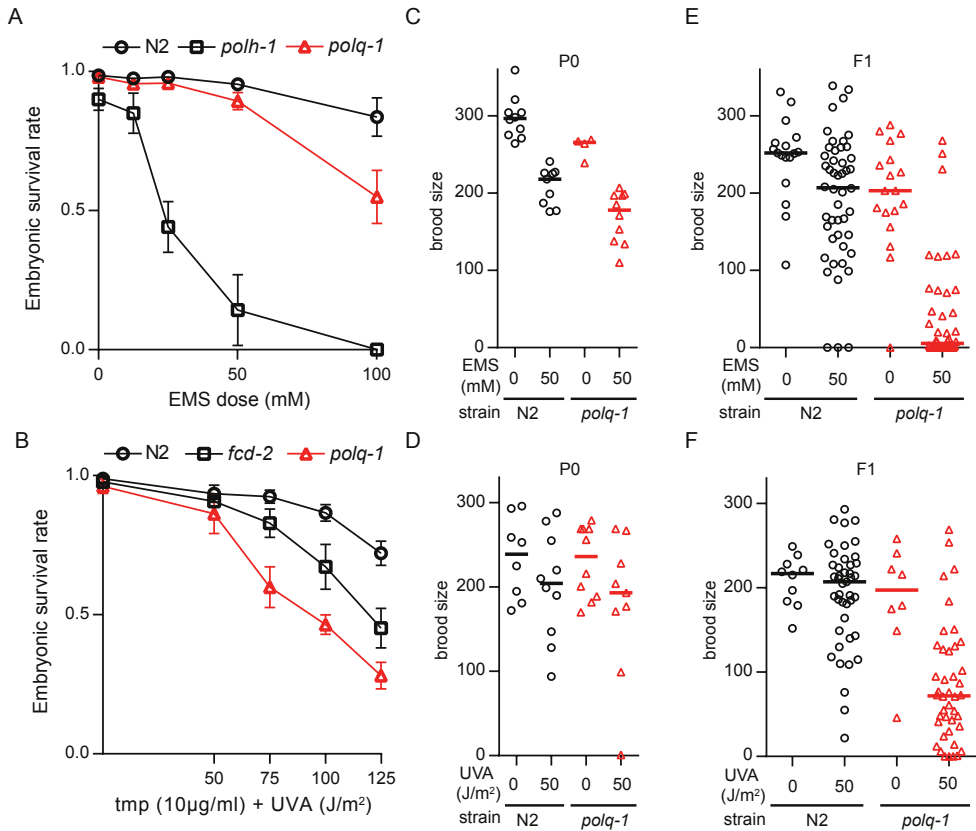 A
N2 polh-1 polq-1
Embryonic survival rate
1.0
0.5
0.0
0 50 100
EMS dose (mM)
B
N2 fcd-2 polq-1
Embryonic survival rate
1.0
0.5
0.0
50 75 100 125
tmp (10µg/ml) + UVA (J/m²)
C
P0
brood size
300
200
100
0
EMS (mM) 0 50 0 50
strain N2 polq-1
D
P0
brood size
300
200
100
0
UVA (J/m²) 0 50 0 50
strain N2 polq-1
E
F1
brood size
300
200
100
0
EMS (mM) 0 50 0 50
strain N2 polq-1
F
F1
brood size
300
200
100
0
UVA (J/m²) 0 50 0 50
strain N2 polq-1